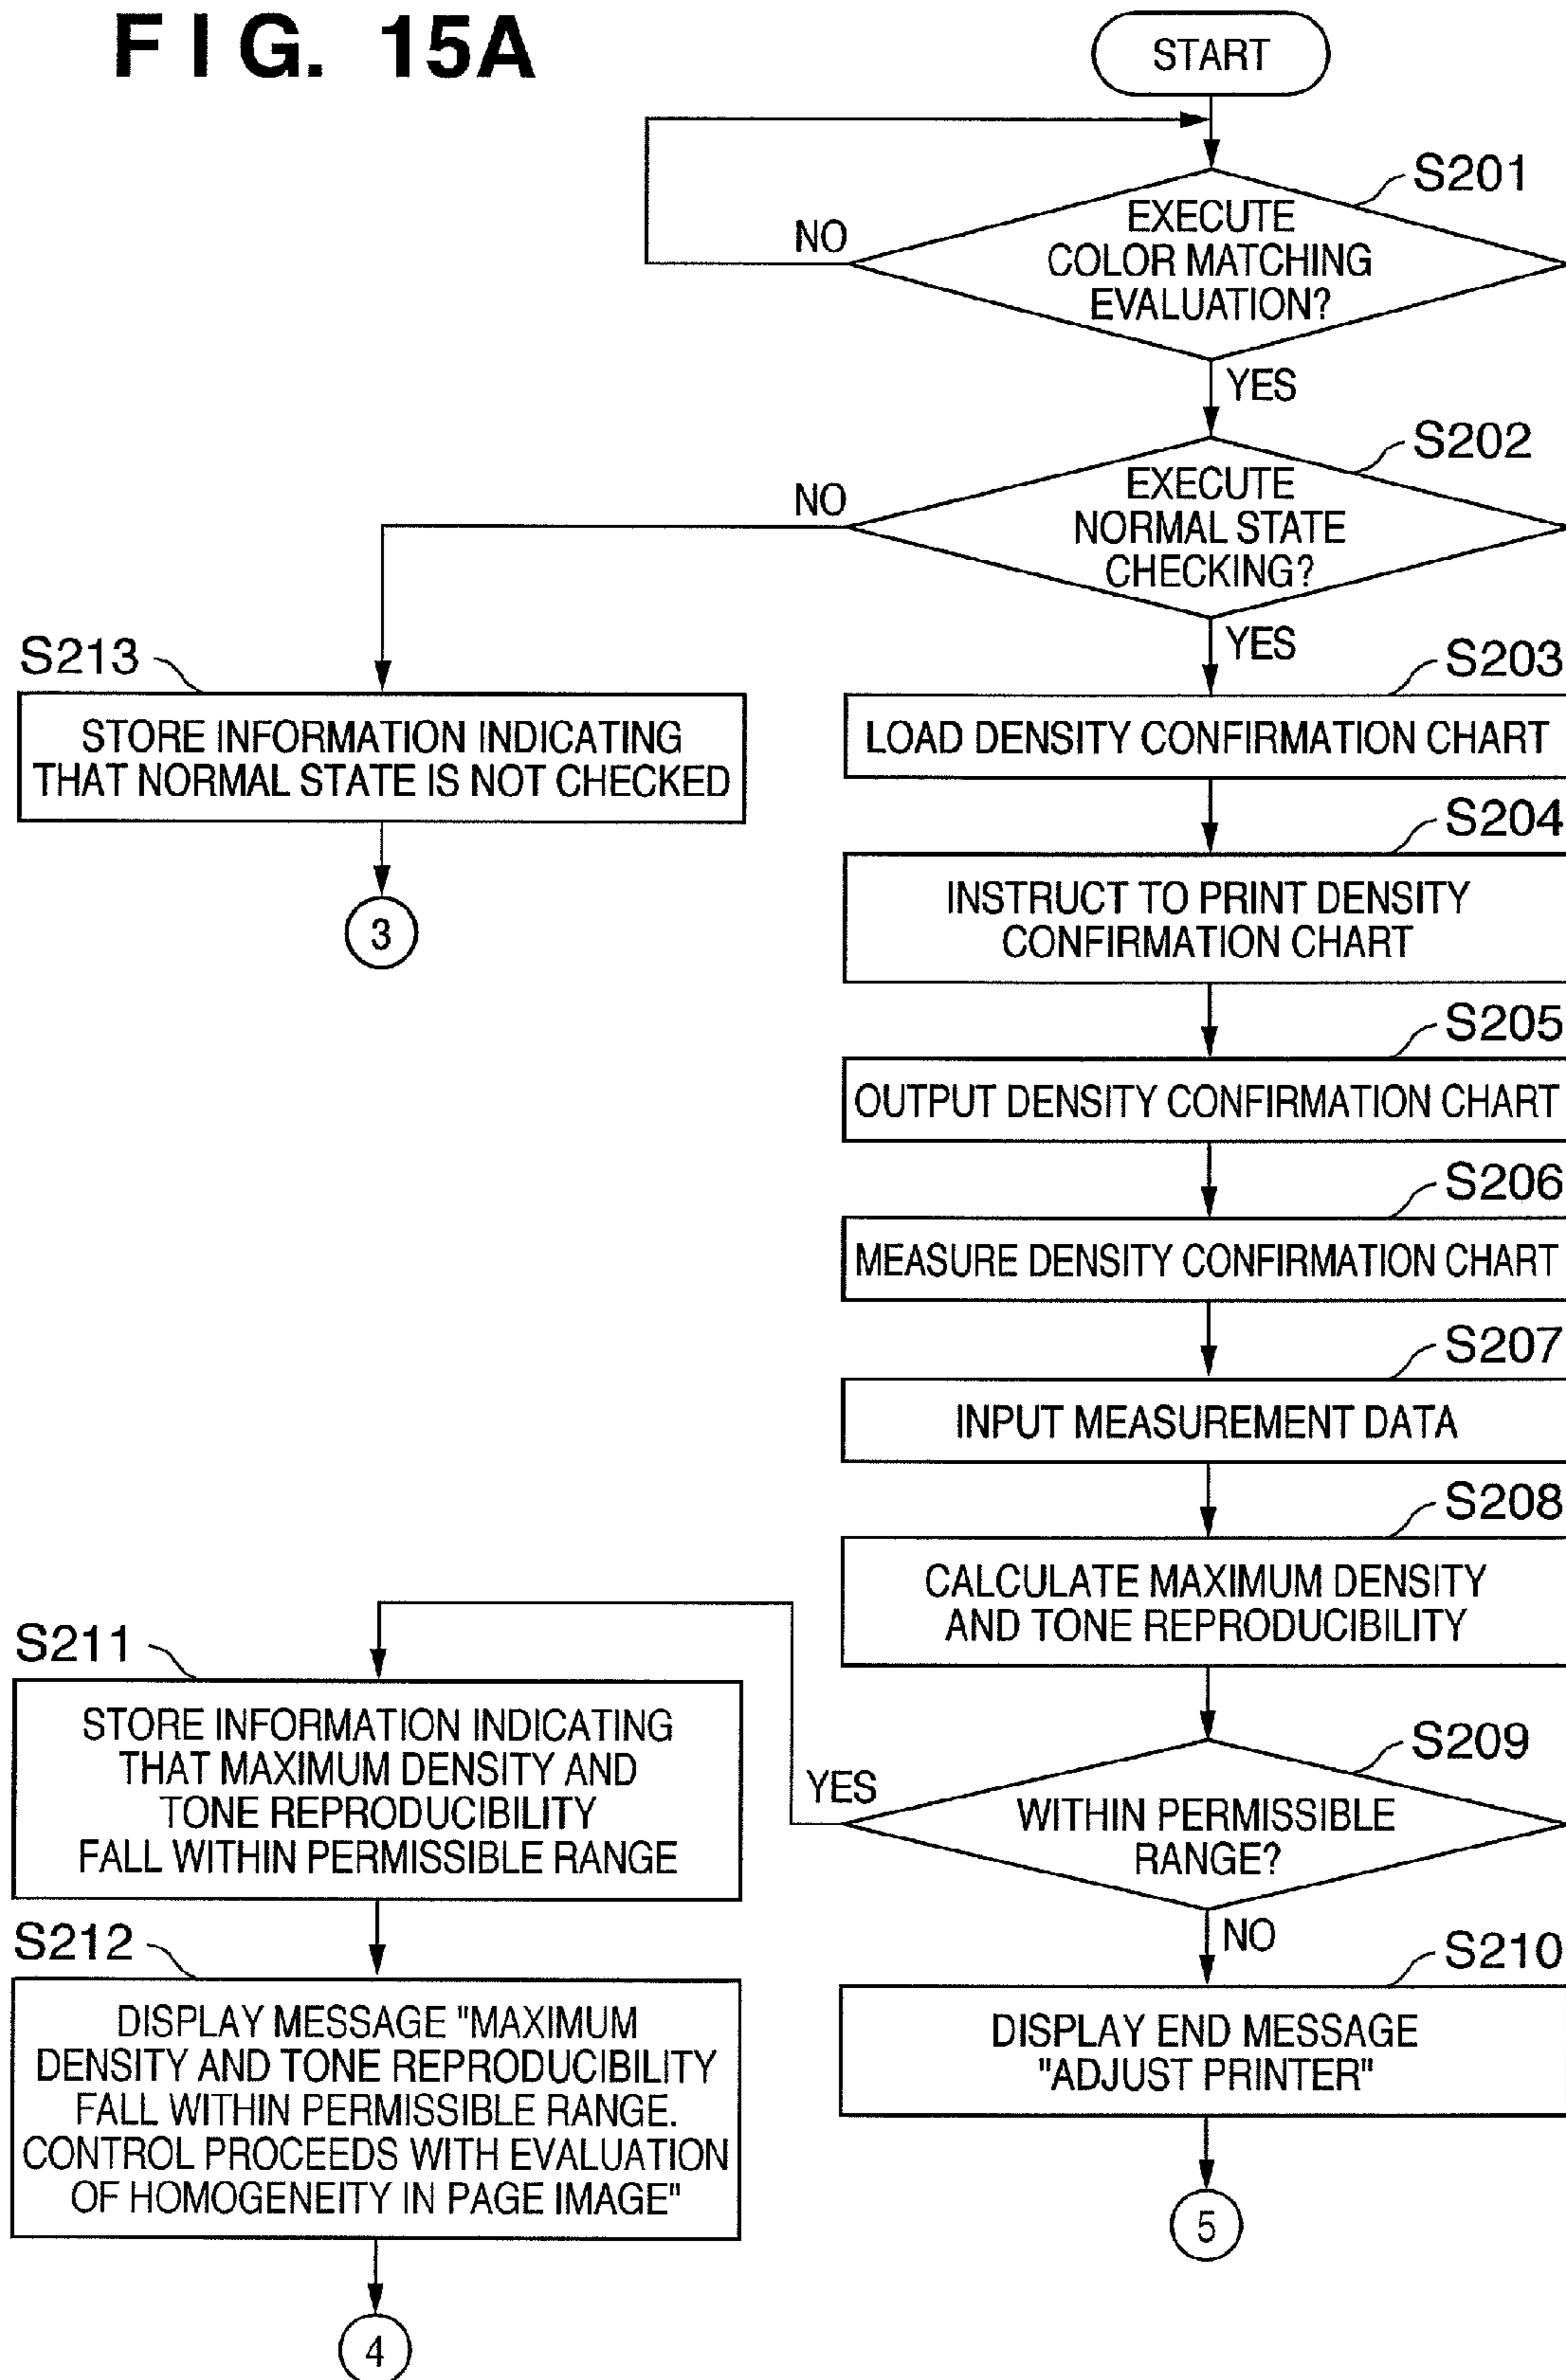 FIG. 15A
START
S201
EXECUTE
COLOR MATCHING
EVALUATION?
NO
YES
S202
EXECUTE
NORMAL STATE
CHECKING?
NO
YES
S213
STORE INFORMATION INDICATING
THAT NORMAL STATE IS NOT CHECKED
3
S203
LOAD DENSITY CONFIRMATION CHART
S204
INSTRUCT TO PRINT DENSITY
CONFIRMATION CHART
S205
OUTPUT DENSITY CONFIRMATION CHART
S206
MEASURE DENSITY CONFIRMATION CHART
S207
INPUT MEASUREMENT DATA
S208
CALCULATE MAXIMUM DENSITY
AND TONE REPRODUCIBILITY
S209
WITHIN PERMISSIBLE
RANGE?
YES
NO
S211
STORE INFORMATION INDICATING
THAT MAXIMUM DENSITY AND
TONE REPRODUCIBILITY
FALL WITHIN PERMISSIBLE RANGE
S212
DISPLAY MESSAGE "MAXIMUM
DENSITY AND TONE REPRODUCIBILITY
FALL WITHIN PERMISSIBLE RANGE.
CONTROL PROCEEDS WITH EVALUATION
OF HOMOGENEITY IN PAGE IMAGE"
4
S210
DISPLAY END MESSAGE
"ADJUST PRINTER"
5